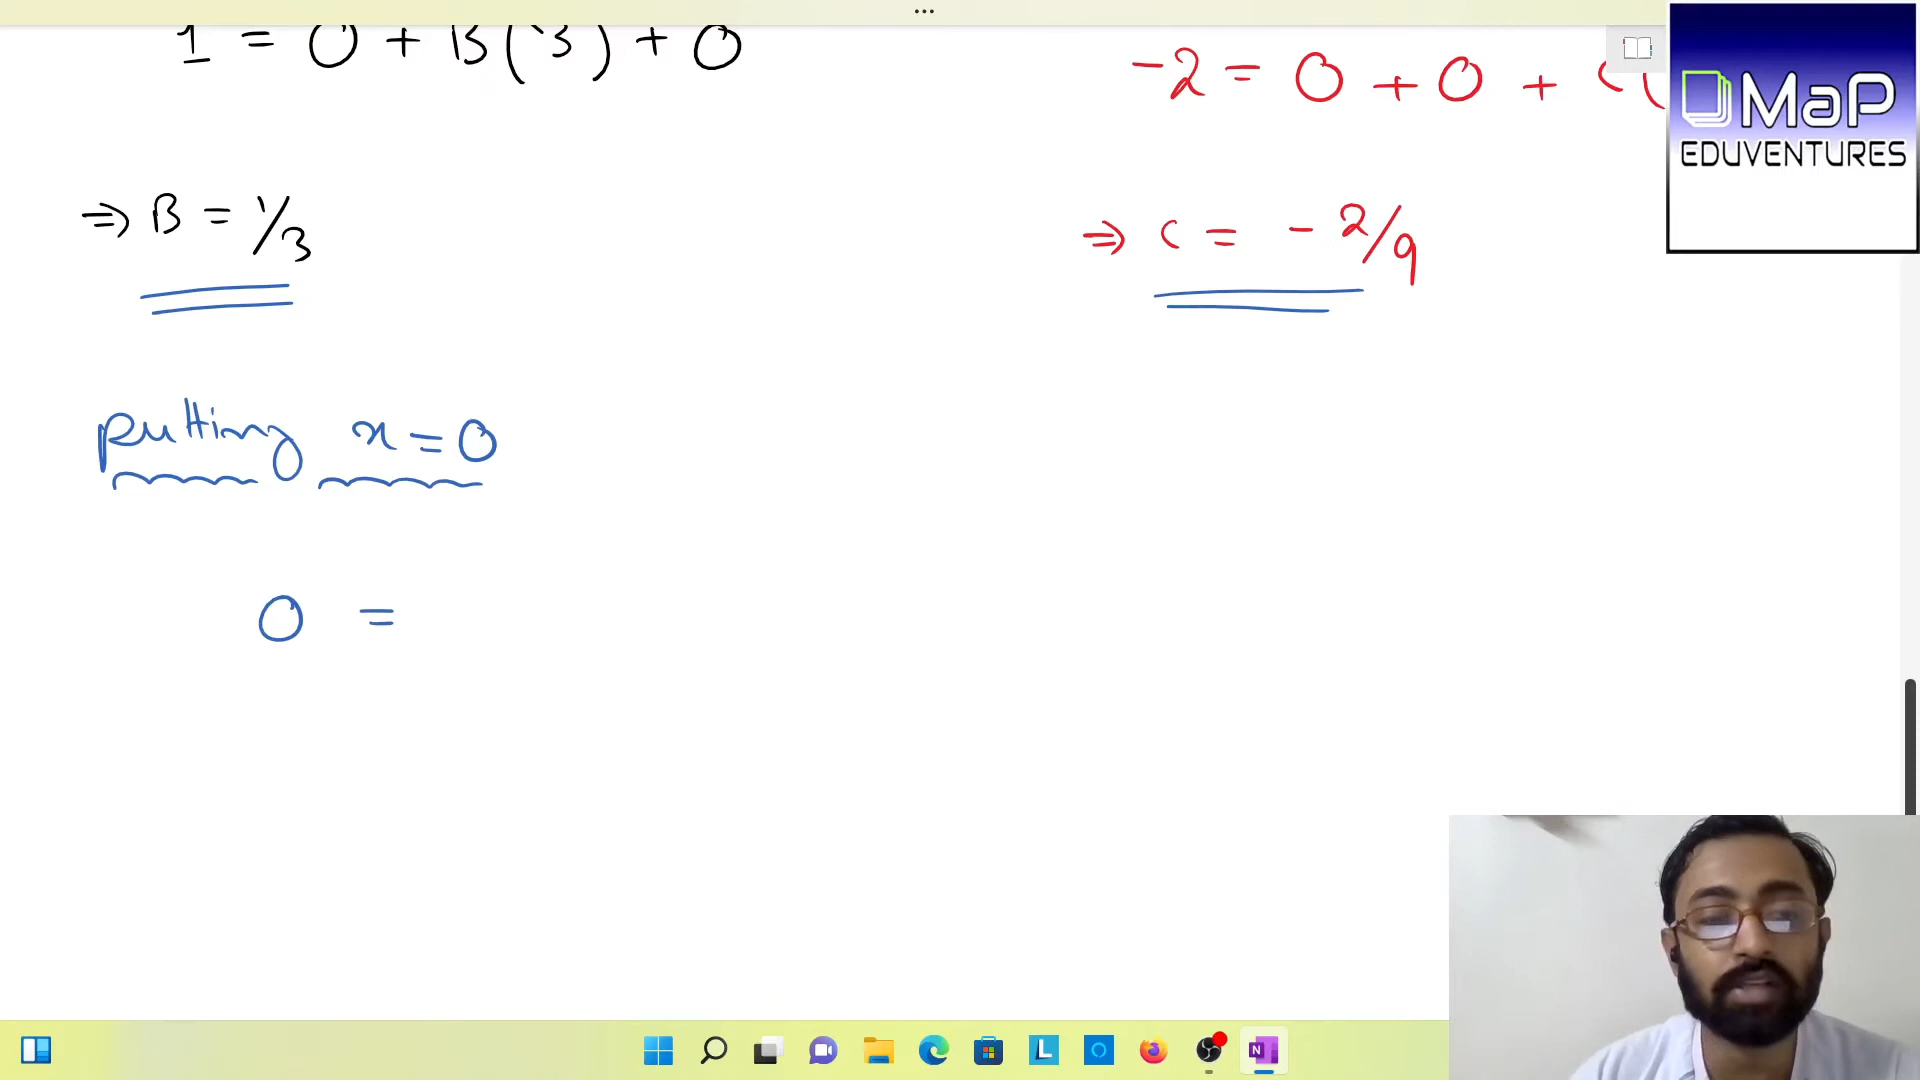 1 = 0 + B(3) + 0
-2 = 0 + 0 +
MaP
EDUVENTURES
⇒ B = 1/3
⇒ C = - 2/9
putting x = 0
0 =